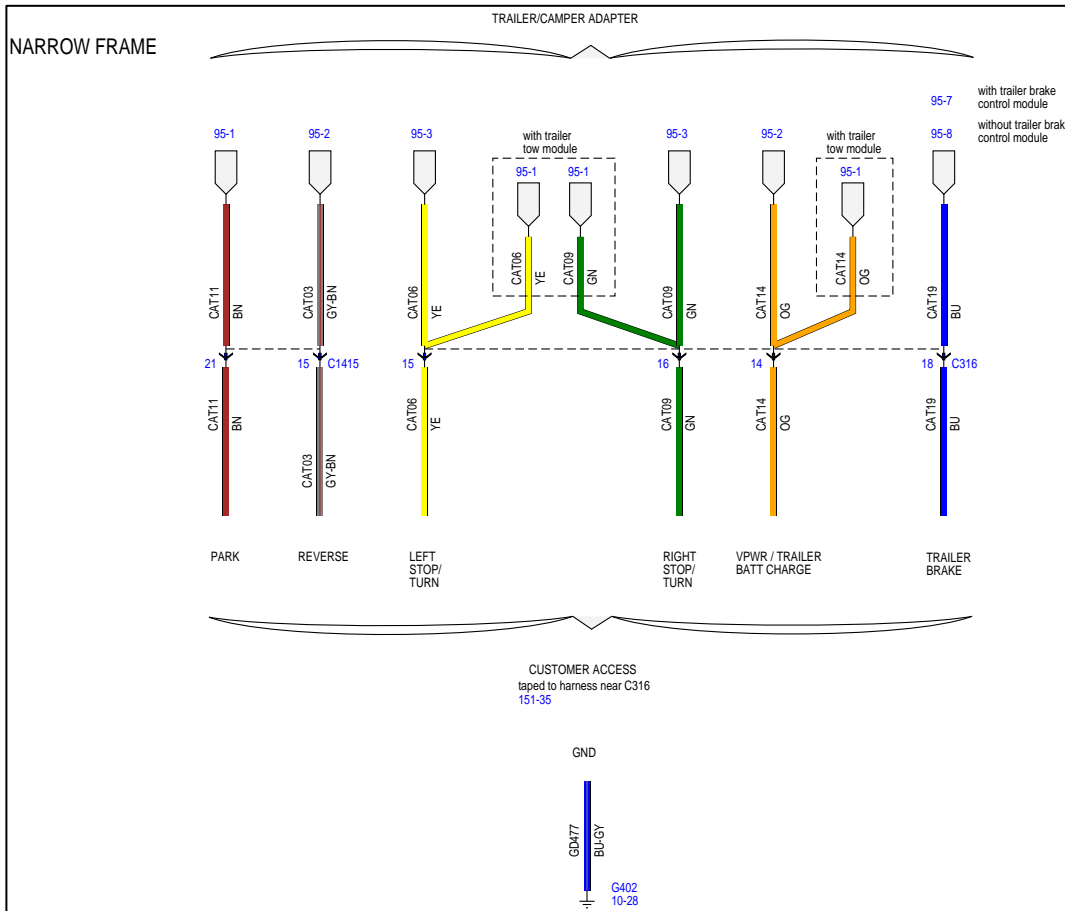 TRAILER/CAMPER ADAPTER
NARROW FRAME
95-7
with trailer brake
control module
95-1
95-2
95-3
with trailer
tow module
95-1
95-1
95-3
95-2
with trailer
tow module
95-1
95-8
without trailer brak
control module
CAT11
BN
CAT03
GY-BN
CAT06
YE
CAT06
YE
CAT09
GN
CAT09
GN
CAT14
OG
CAT14
OG
CAT19
BU
21
15
C1415
15
16
14
18
C316
CAT11
BN
CAT03
GY-BN
CAT06
YE
CAT09
GN
CAT14
OG
CAT19
BU
PARK
REVERSE
LEFT
STOP/
TURN
RIGHT
STOP/
TURN
VPWR / TRAILER
BATT CHARGE
TRAILER
BRAKE
CUSTOMER ACCESS
taped to harness near C316
151-35
GND
GD477
BU-GY
G402
10-28